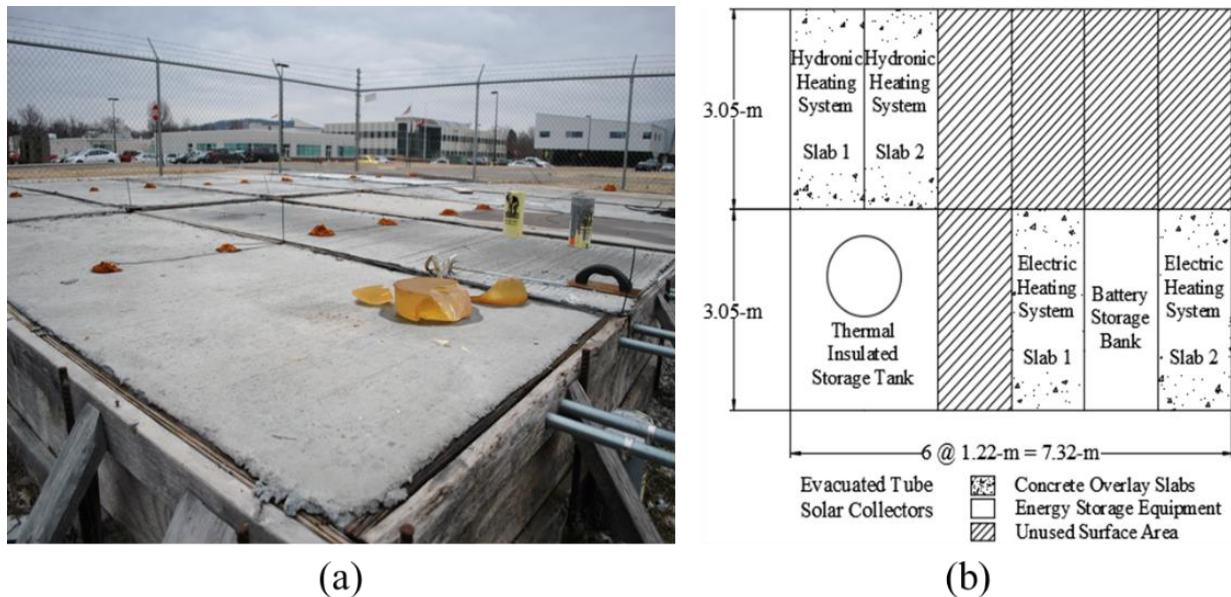 3.05-m
Hydronic
Heating
System
Slab 1
Hydronic
Heating
System
Slab 2
3.05-m
Thermal
Insulated
Storage Tank
Electric
Heating
System
Slab 1
Battery
Storage
Bank
Electric
Heating
System
Slab 2
6 @ 1.22-m = 7.32-m
Evacuated Tube
Solar Collectors
Concrete Overlay Slabs
Energy Storage Equipment
Unused Surface Area
(a)
(b)